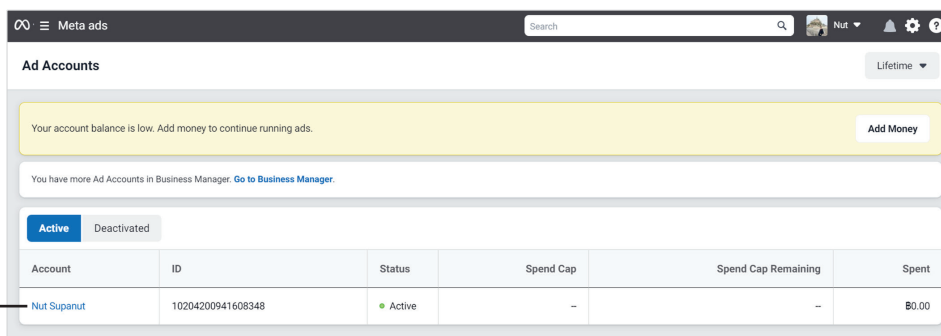 Meta ads
Search
Nut
Ad Accounts
Lifetime
Your account balance is low. Add money to continue running ads.
Add Money
You have more Ad Accounts in Business Manager. Go to Business Manager.
Active Deactivated
Account ID Status Spend Cap Spend Cap Remaining Spent
Nut Supanut 10204200941608348 Active -- -- ฿0.00